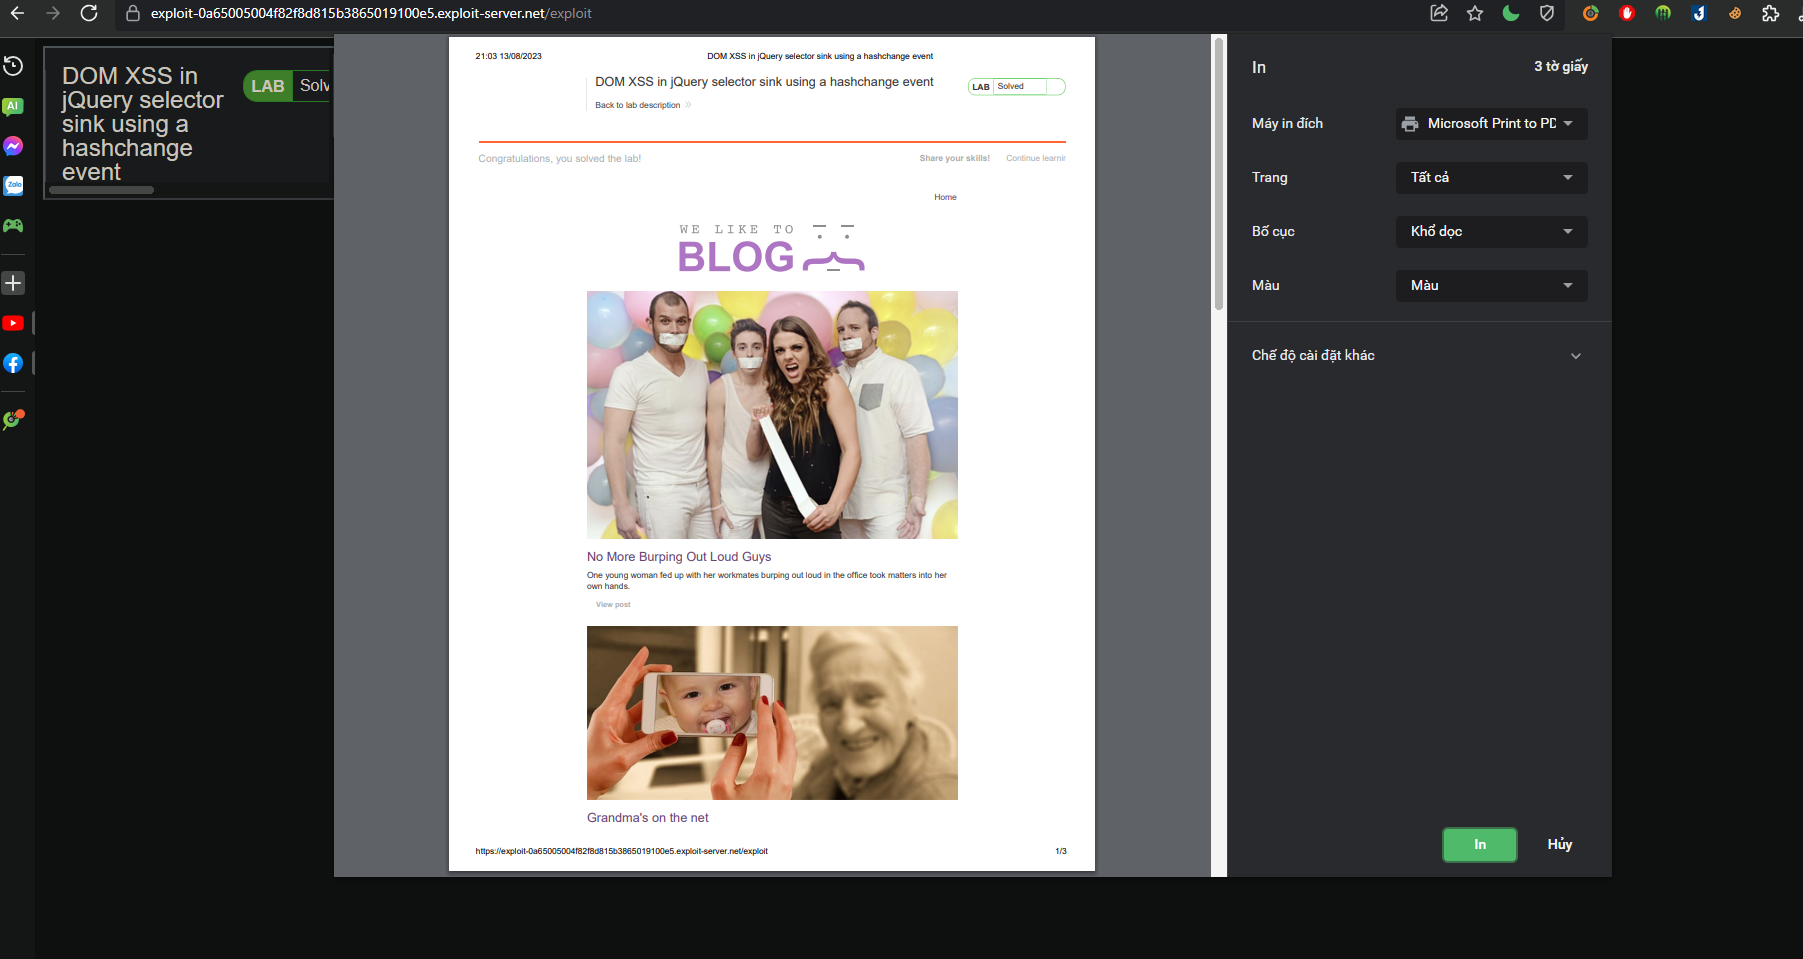 exploit-0a65005004f82f8d815b3865019100e5.exploit-server.net/exploit
DOM XSS in
jQuery selector
sink using a
hashchange
event
LAB
Solv
AI
Zalo
21:03 13/08/2023
DOM XSS in jQuery selector sink using a hashchange event
DOM XSS in jQuery selector sink using a hashchange event
LAB Solved
Back to lab description »
Congratulations, you solved the lab!
Share your skills!
Continue learnir
Home
WE LIKE TO
BLOG
No More Burping Out Loud Guys
One young woman fed up with her workmates burping out loud in the office took matters into her
own hands.
View post
Grandma's on the net
https://exploit-0a65005004f82f8d815b3865019100e5.exploit-server.net/exploit
1/3
In
3 tờ giấy
Máy in đích
Microsoft Print to PD
Trang
Tất cả
Bố cục
Khổ dọc
Màu
Màu
Chế độ cài đặt khác
In
Hủy